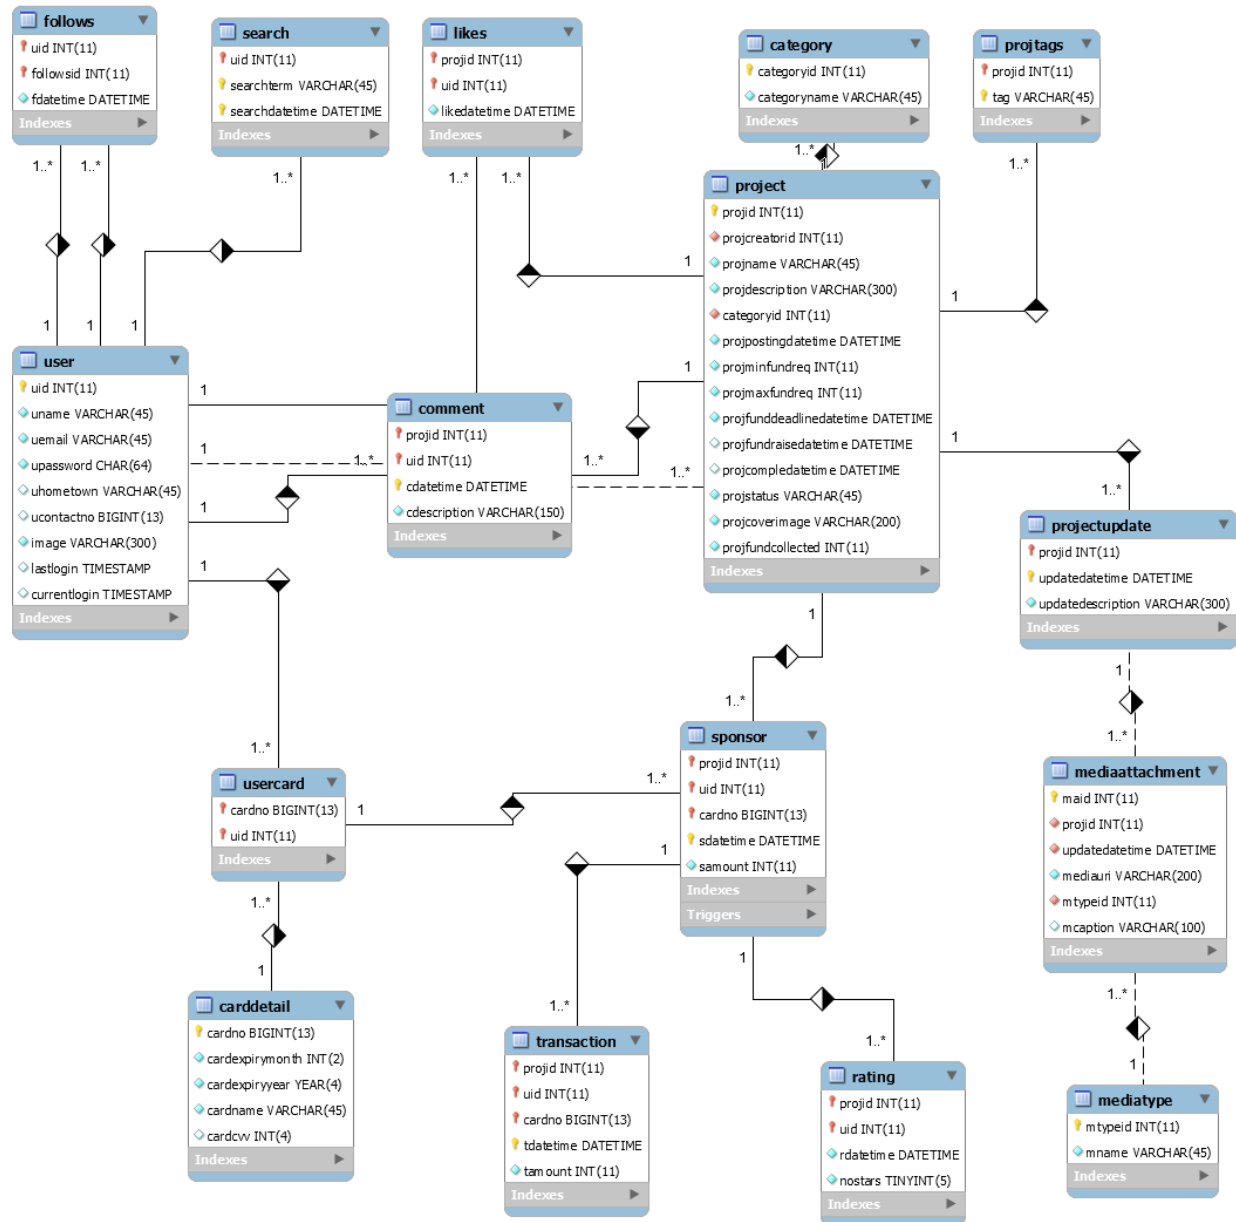 follows
uid INT(11)
followsid INT(11)
fdatetime DATETIME
Indexes
search
uid INT(11)
searchterm VARCHAR(45)
searchdatetime DATETIME
Indexes
likes
projid INT(11)
uid INT(11)
likedatetime DATETIME
Indexes
category
categoryid INT(11)
categoryname VARCHAR(45)
Indexes
projtags
projid INT(11)
tag VARCHAR(45)
Indexes
1..*
1..*
1..*
1..*
1..*
1..*
1
1
1
1
1
1
project
projid INT(11)
projcreatorid INT(11)
projname VARCHAR(45)
projdescription VARCHAR(300)
categoryid INT(11)
projpostingdatetime DATETIME
projminfundreq INT(11)
projmaxfundreq INT(11)
projfunddeadlinedatetime DATETIME
projfundraisedatetime DATETIME
projcompledatetime DATETIME
projstatus VARCHAR(45)
projcoverimage VARCHAR(200)
projfundcollected INT(11)
Indexes
user
uid INT(11)
uname VARCHAR(45)
uemail VARCHAR(45)
upassword CHAR(64)
uhometown VARCHAR(45)
ucontactno BIGINT(13)
image VARCHAR(300)
lastlogin TIMESTAMP
currentlogin TIMESTAMP
Indexes
1
1
1
1
1..*
comment
projid INT(11)
uid INT(11)
cdatetime DATETIME
cdescription VARCHAR(150)
Indexes
1
1..*
1..*
1
1..*
projectupdate
projid INT(11)
updatedatetime DATETIME
updatedescription VARCHAR(300)
Indexes
1
1..*
1
1..*
1..*
usercard
cardno BIGINT(13)
uid INT(11)
Indexes
1
1..*
sponsor
projid INT(11)
uid INT(11)
cardno BIGINT(13)
sdatetime DATETIME
samount INT(11)
Indexes
Triggers
mediaattachment
maid INT(11)
projid INT(11)
updatedatetime DATETIME
mediauri VARCHAR(200)
mtypeid INT(11)
mcaption VARCHAR(100)
Indexes
1
1..*
1
1
1..*
1..*
1..*
1
carddetail
cardno BIGINT(13)
cardexpirymonth INT(2)
cardexpiryyear YEAR(4)
cardname VARCHAR(45)
cardcvv INT(4)
Indexes
transaction
projid INT(11)
uid INT(11)
cardno BIGINT(13)
tdatetime DATETIME
tamount INT(11)
Indexes
rating
projid INT(11)
uid INT(11)
rdatetime DATETIME
nostars TINYINT(5)
Indexes
mediatype
mtypeid INT(11)
mname VARCHAR(45)
Indexes